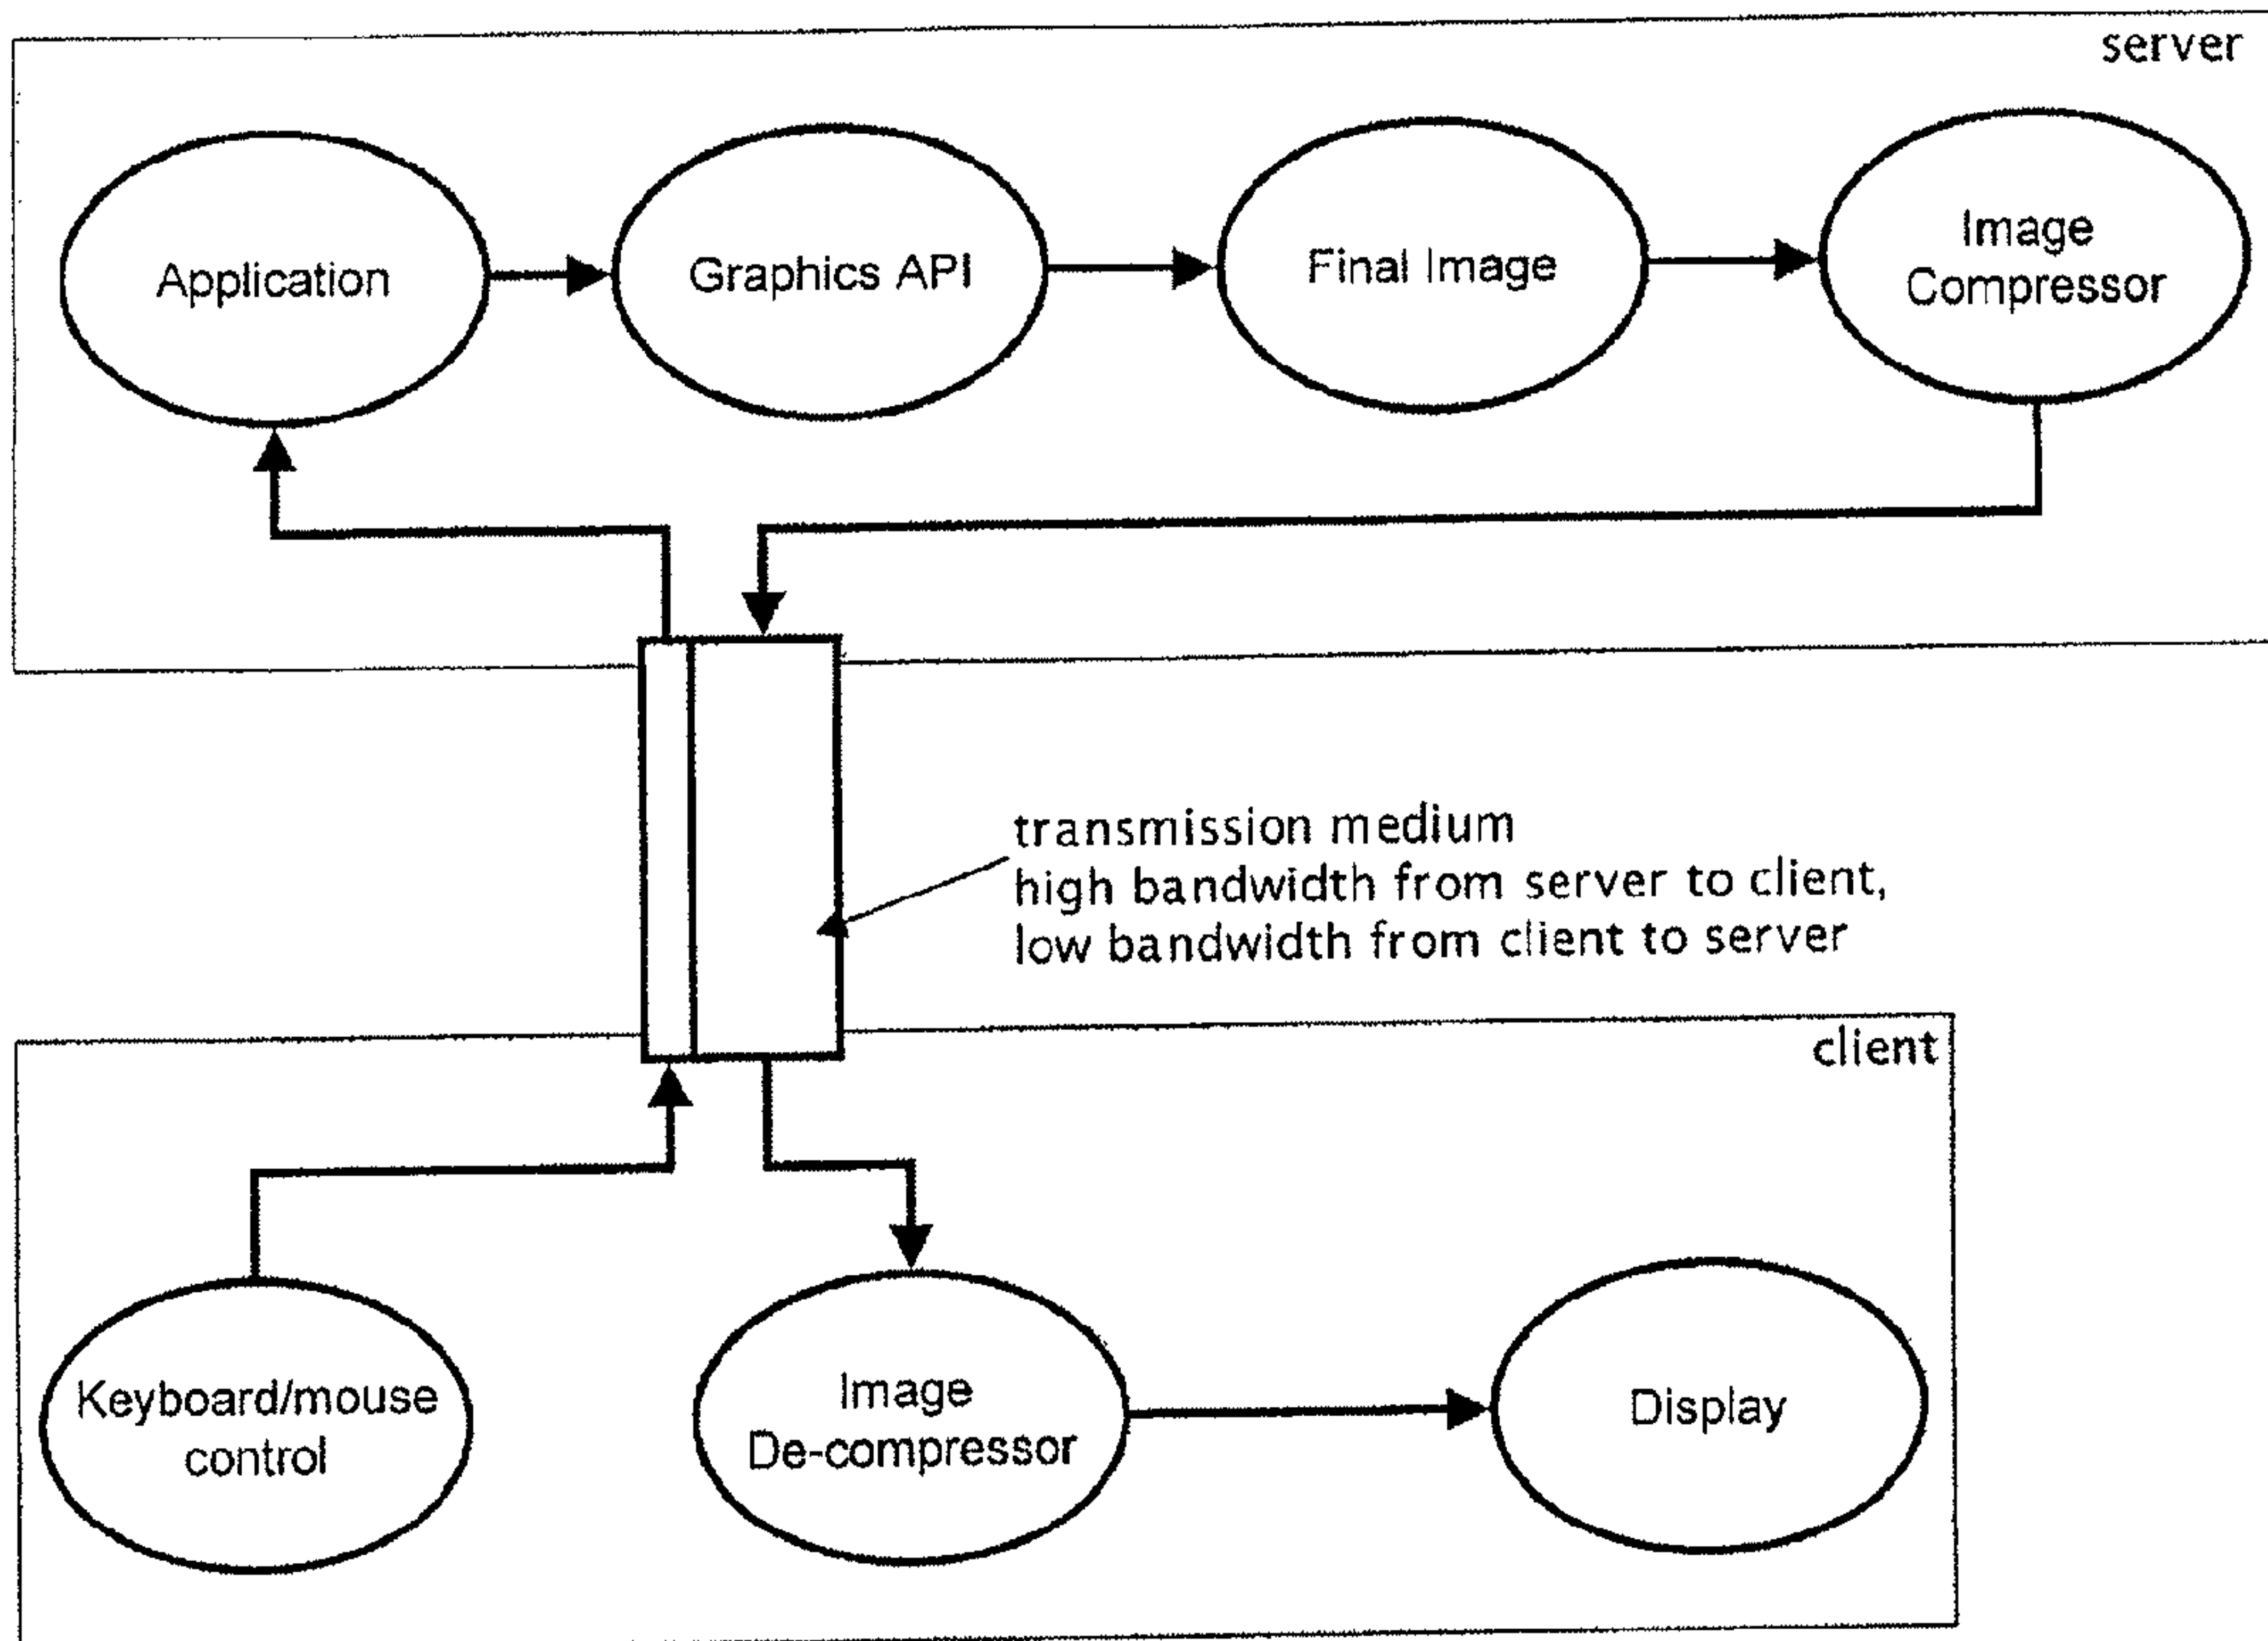 server
Application
Graphics API
Final Image
Image
Compressor
transmission medium
high bandwidth from server to client,
low bandwidth from client to server
client
Keyboard/mouse
control
Image
De-compressor
Display